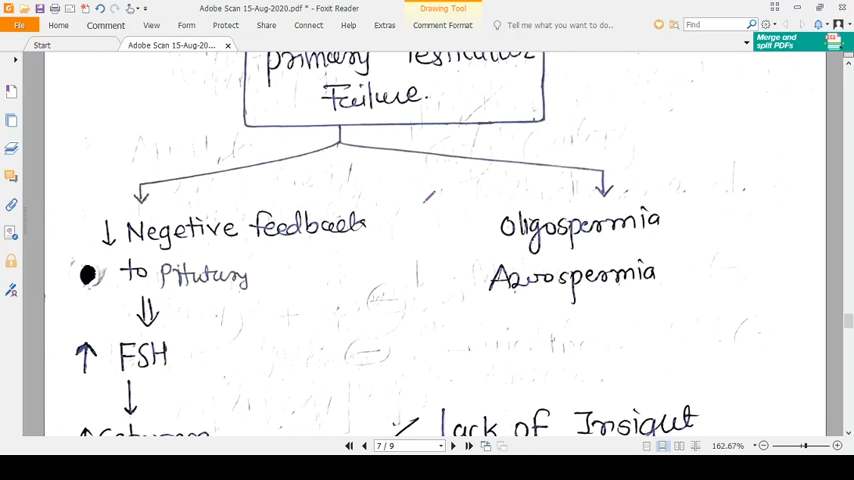 Adobe Scan 15-Aug-2020.pdf * - Foxit Reader
Drawing Tool
File Home Comment View Form Protect Share Connect Help Extras Comment Format Tell me what you want to do... Find
Start Adobe Scan 15-Aug-20... Merge and
split PDFs
primary Testicular
Failure.
↓ Negetive feedback
to Pitutary
Oligospermia
Azoospermia
↑ FSH
lack of Insight
7 / 9 162.67%